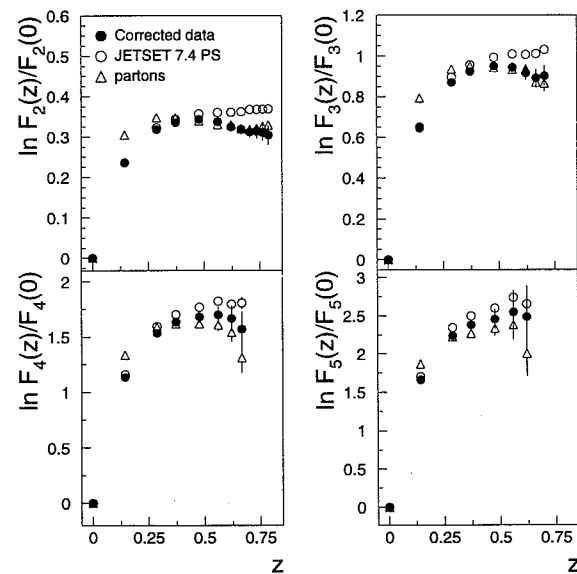 ln F2(z)/F2(0)
0.6
0.5
0.4
0.3
0.2
0.1
0
Corrected data
JETSET 7.4 PS
partons
ln F3(z)/F3(0)
1.2
1
0.8
0.6
0.4
0.2
0
ln F4(z)/F4(0)
2
1.5
1
0.5
0
0 0.25 0.5 0.75
z
ln F5(z)/F5(0)
3
2.5
2
1.5
1
0.5
0
0 0.25 0.5 0.75
z